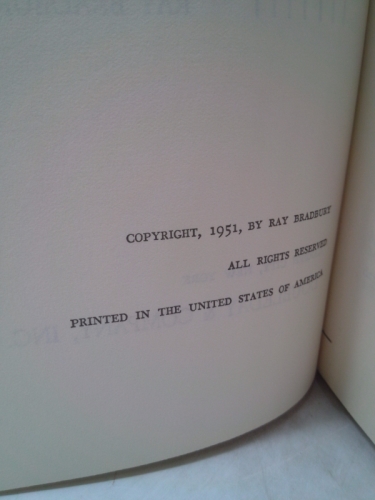 COPYRIGHT, 1951, BY RAY BRADBURY
ALL RIGHTS RESERVED
PRINTED IN THE UNITED STATES OF AMERICA